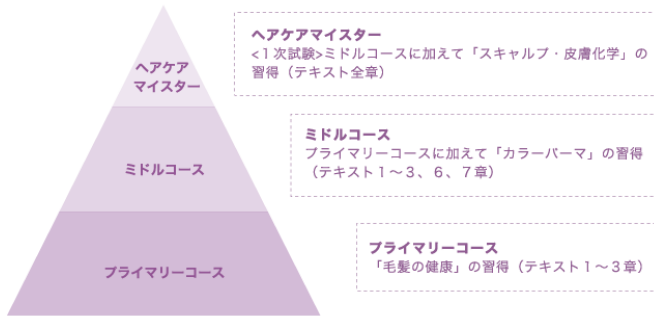 ヘアケア
マイスター
ヘアケアマイスター
<１次試験>ミドルコースに加えて「スキャルプ・皮膚化学」の
習得（テキスト全章）
ミドルコース
ミドルコース
プライマリーコースに加えて「カラーパーマ」の習得
（テキスト１～３、６、７章）
プライマリーコース
プライマリーコース
「毛髪の健康」の習得（テキスト１～３章）